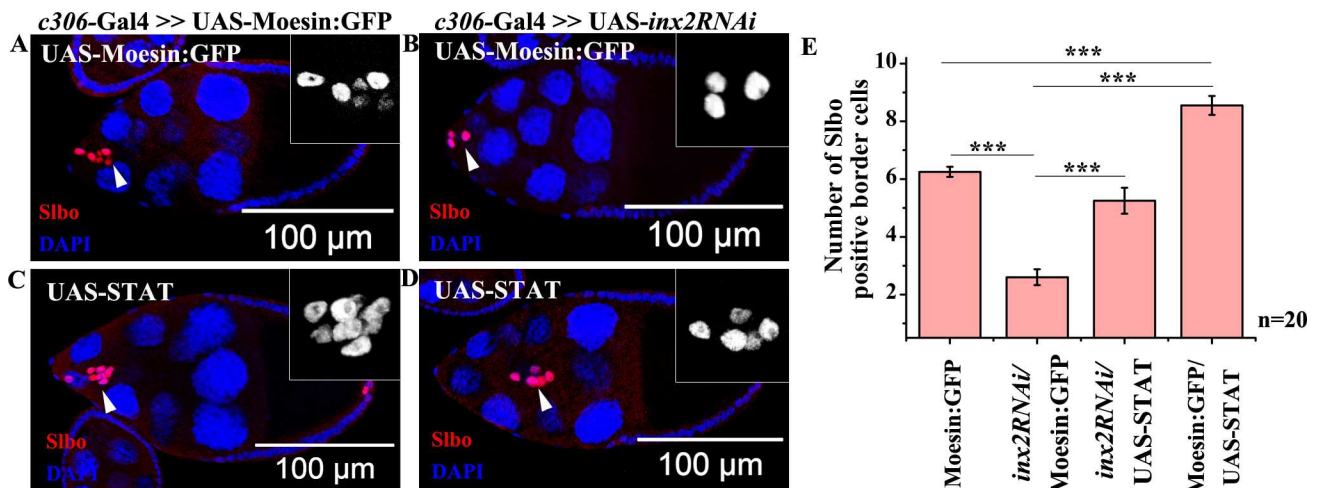 c306-Gal4 >> UAS-Moesin:GFP
c306-Gal4 >> UAS-inx2RNAi
A
UAS-Moesin:GFP
Slbo
DAPI
100 µm
B
UAS-Moesin:GFP
Slbo
DAPI
100 µm
C
UAS-STAT
Slbo
DAPI
100 µm
D
UAS-STAT
Slbo
DAPI
100 µm
E
Number of Slbo
positive border cells
10
8
6
4
2
***
***
***
***
n=20
Moesin:GFP
inx2RNAi/
Moesin:GFP
inx2RNAi/
UAS-STAT
Moesin:GFP/
UAS-STAT